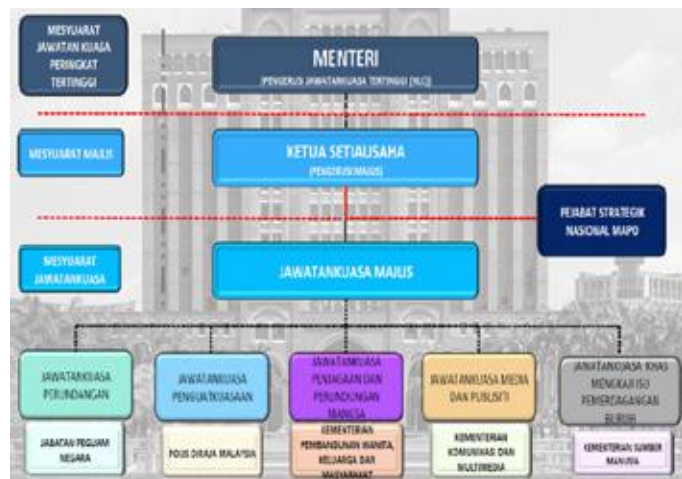 MESYUARAT
JAWATAN KUASA
PERINGKAT
TERTINGGI
MENTERI
(PENGERUSI JAWATANKUASA TERTINGGI [HLC])
MESYUARAT MAJLIS
KETUA SETIAUSAHA
(PENGERUSI MAJLIS)
PEJABAT STRATEGIK
NASIONAL MAPO
MESYUARAT
JAWATANKUASA
JAWATANKUASA MAJLIS
JAWATANKUASA
PERUNDANGAN
JAWATANKUASA
PENGUATKUASAAN
JAWATANKUASA
PENJAGAAN DAN
PERLINDUNGAN
MANGSA
JAWATANKUASA MEDIA
DAN PUBLISITI
JAWATANKUASA KHAS
MENGKAJI ISU
PEMERDAGANGAN
BURUH
JABATAN PEGUAM
NEGARA
POLIS DIRAJA MALAYSIA
KEMENTERIAN
PEMBANGUNAN WANITA,
KELUARGA DAN
MASYARAKAT
KEMENTERIAN
KOMUNIKASI DAN
MULTIMEDIA
KEMENTERIAN SUMBER
MANUSIA